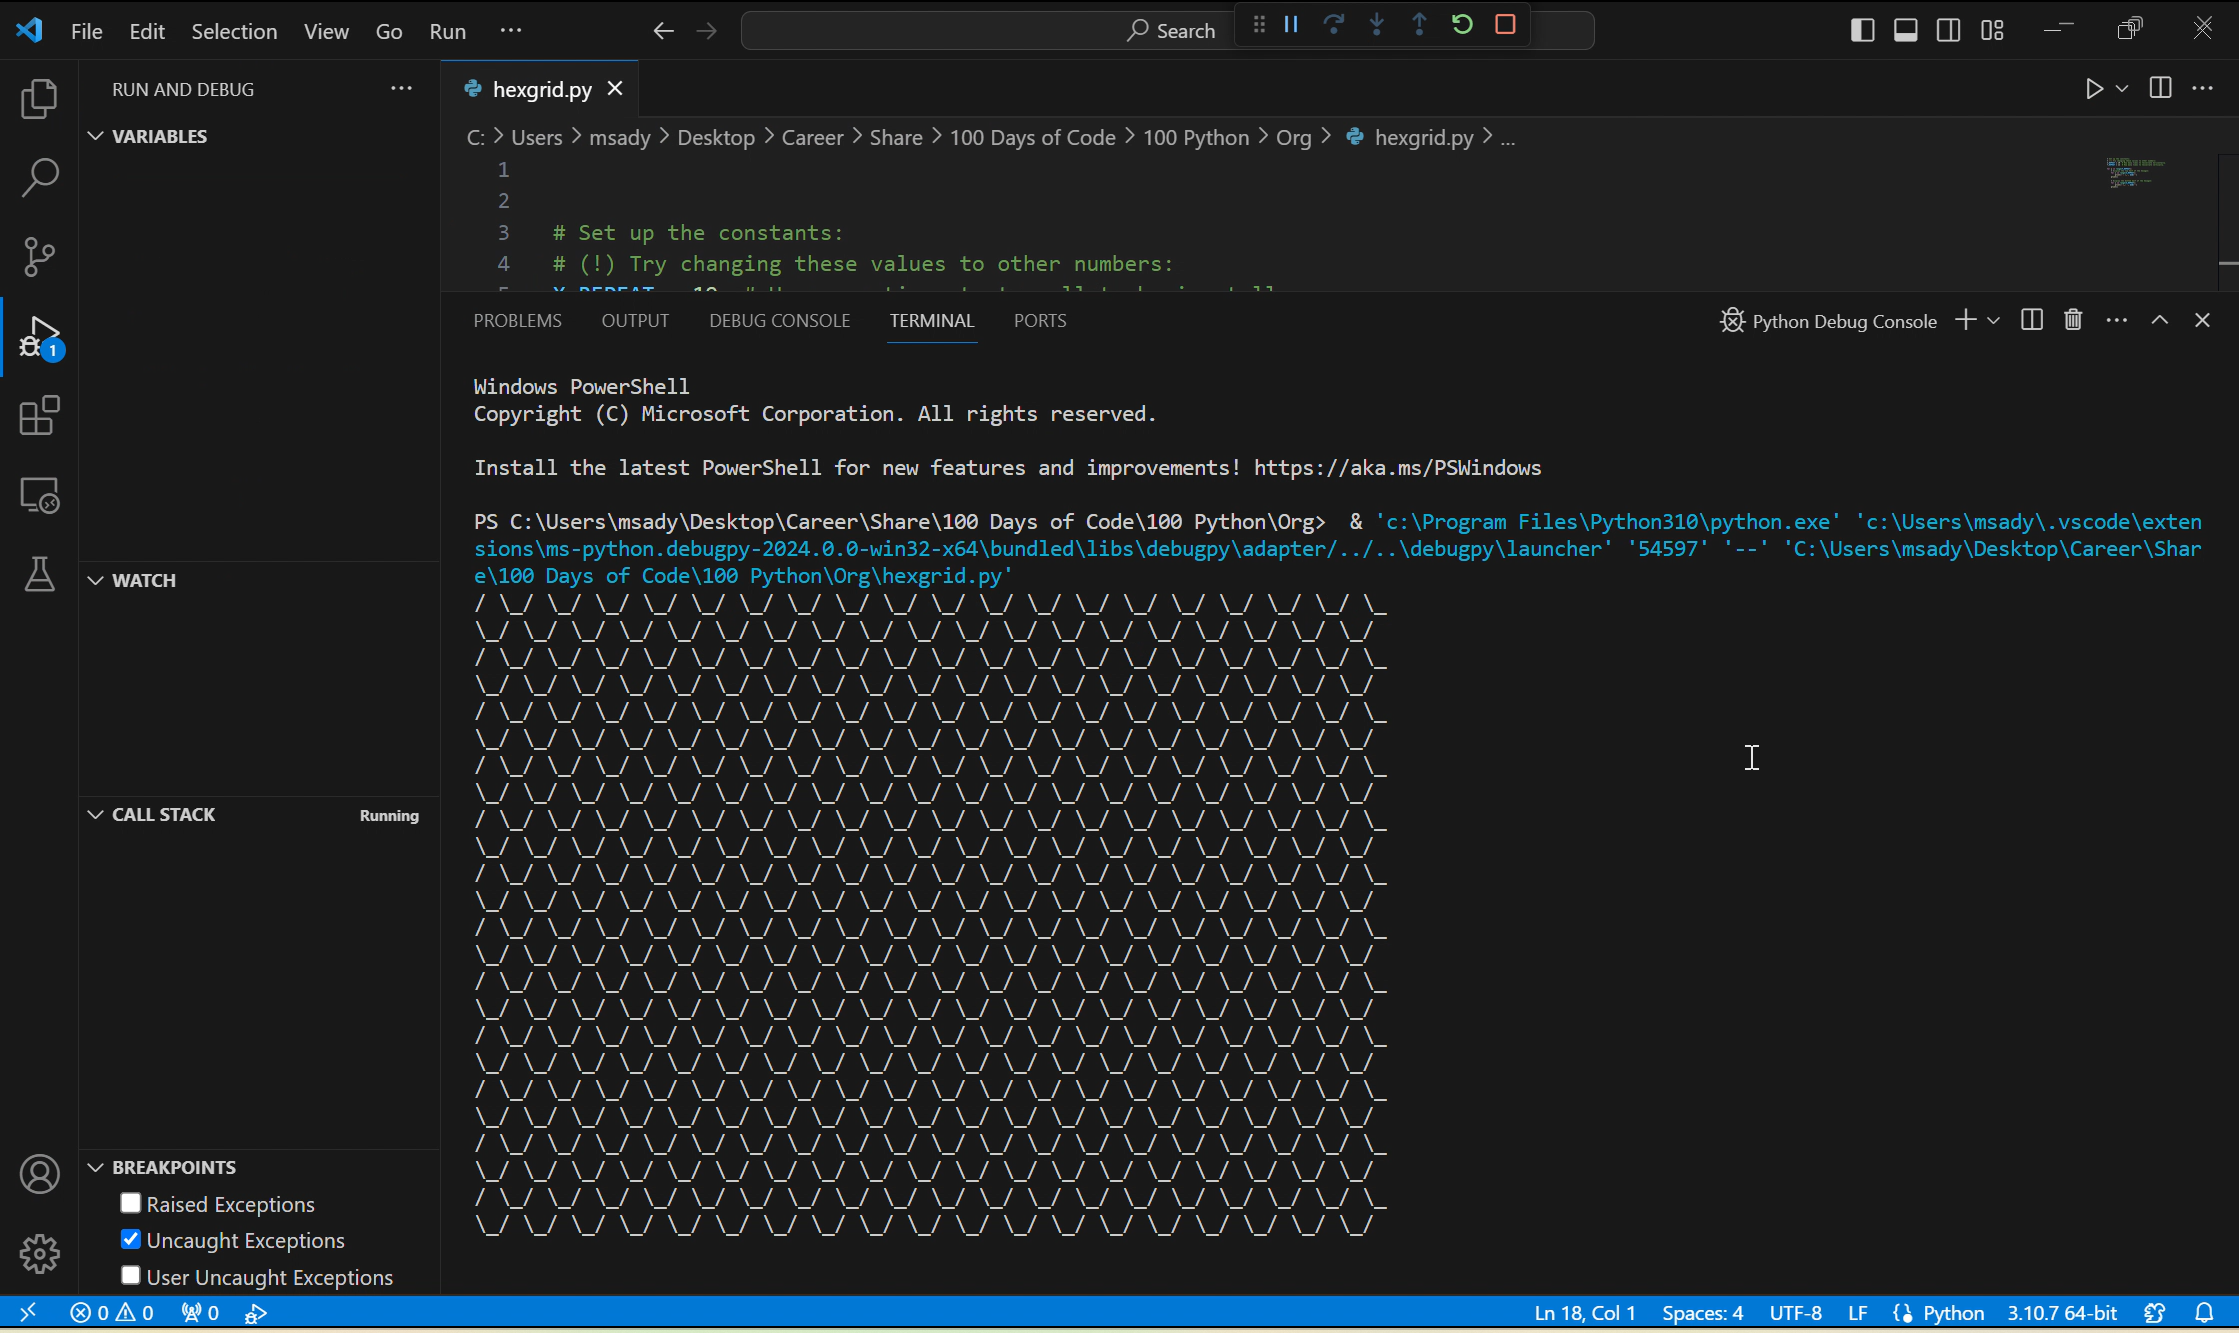 File Edit Selection View Go Run ···
Search
RUN AND DEBUG
VARIABLES
WATCH
CALL STACK Running
BREAKPOINTS
Raised Exceptions
Uncaught Exceptions
User Uncaught Exceptions
1
hexgrid.py
C: > Users > msady > Desktop > Career > Share > 100 Days of Code > 100 Python > Org > hexgrid.py > ...
1
2
3 # Set up the constants:
4 # (!) Try changing these values to other numbers:
PROBLEMS OUTPUT DEBUG CONSOLE TERMINAL PORTS
Python Debug Console
Windows PowerShell
Copyright (C) Microsoft Corporation. All rights reserved.
Install the latest PowerShell for new features and improvements! https://aka.ms/PSWindows
PS C:\Users\msady\Desktop\Career\Share\100 Days of Code\100 Python\Org>  & 'c:\Program Files\Python310\python.exe' 'c:\Users\msady\.vscode\exten
sions\ms-python.debugpy-2024.0.0-win32-x64\bundled\libs\debugpy\adapter/../..\debugpy\launcher' '54597' '--' 'C:\Users\msady\Desktop\Career\Shar
e\100 Days of Code\100 Python\Org\hexgrid.py'
/ \_/ \_/ \_/ \_/ \_/ \_/ \_/ \_/ \_/ \_/ \_/ \_/ \_/ \_/ \_/ \_/ \_/ \_/ \_
\_/ \_/ \_/ \_/ \_/ \_/ \_/ \_/ \_/ \_/ \_/ \_/ \_/ \_/ \_/ \_/ \_/ \_/ \_/
/ \_/ \_/ \_/ \_/ \_/ \_/ \_/ \_/ \_/ \_/ \_/ \_/ \_/ \_/ \_/ \_/ \_/ \_/ \_
\_/ \_/ \_/ \_/ \_/ \_/ \_/ \_/ \_/ \_/ \_/ \_/ \_/ \_/ \_/ \_/ \_/ \_/ \_/
/ \_/ \_/ \_/ \_/ \_/ \_/ \_/ \_/ \_/ \_/ \_/ \_/ \_/ \_/ \_/ \_/ \_/ \_/ \_
\_/ \_/ \_/ \_/ \_/ \_/ \_/ \_/ \_/ \_/ \_/ \_/ \_/ \_/ \_/ \_/ \_/ \_/ \_/
/ \_/ \_/ \_/ \_/ \_/ \_/ \_/ \_/ \_/ \_/ \_/ \_/ \_/ \_/ \_/ \_/ \_/ \_/ \_
\_/ \_/ \_/ \_/ \_/ \_/ \_/ \_/ \_/ \_/ \_/ \_/ \_/ \_/ \_/ \_/ \_/ \_/ \_/
/ \_/ \_/ \_/ \_/ \_/ \_/ \_/ \_/ \_/ \_/ \_/ \_/ \_/ \_/ \_/ \_/ \_/ \_/ \_
\_/ \_/ \_/ \_/ \_/ \_/ \_/ \_/ \_/ \_/ \_/ \_/ \_/ \_/ \_/ \_/ \_/ \_/ \_/
/ \_/ \_/ \_/ \_/ \_/ \_/ \_/ \_/ \_/ \_/ \_/ \_/ \_/ \_/ \_/ \_/ \_/ \_/ \_
\_/ \_/ \_/ \_/ \_/ \_/ \_/ \_/ \_/ \_/ \_/ \_/ \_/ \_/ \_/ \_/ \_/ \_/ \_/
/ \_/ \_/ \_/ \_/ \_/ \_/ \_/ \_/ \_/ \_/ \_/ \_/ \_/ \_/ \_/ \_/ \_/ \_/ \_
\_/ \_/ \_/ \_/ \_/ \_/ \_/ \_/ \_/ \_/ \_/ \_/ \_/ \_/ \_/ \_/ \_/ \_/ \_/
/ \_/ \_/ \_/ \_/ \_/ \_/ \_/ \_/ \_/ \_/ \_/ \_/ \_/ \_/ \_/ \_/ \_/ \_/ \_
\_/ \_/ \_/ \_/ \_/ \_/ \_/ \_/ \_/ \_/ \_/ \_/ \_/ \_/ \_/ \_/ \_/ \_/ \_/
/ \_/ \_/ \_/ \_/ \_/ \_/ \_/ \_/ \_/ \_/ \_/ \_/ \_/ \_/ \_/ \_/ \_/ \_/ \_
\_/ \_/ \_/ \_/ \_/ \_/ \_/ \_/ \_/ \_/ \_/ \_/ \_/ \_/ \_/ \_/ \_/ \_/ \_/
/ \_/ \_/ \_/ \_/ \_/ \_/ \_/ \_/ \_/ \_/ \_/ \_/ \_/ \_/ \_/ \_/ \_/ \_/ \_
\_/ \_/ \_/ \_/ \_/ \_/ \_/ \_/ \_/ \_/ \_/ \_/ \_/ \_/ \_/ \_/ \_/ \_/ \_/
/ \_/ \_/ \_/ \_/ \_/ \_/ \_/ \_/ \_/ \_/ \_/ \_/ \_/ \_/ \_/ \_/ \_/ \_/ \_
\_/ \_/ \_/ \_/ \_/ \_/ \_/ \_/ \_/ \_/ \_/ \_/ \_/ \_/ \_/ \_/ \_/ \_/ \_/
/ \_/ \_/ \_/ \_/ \_/ \_/ \_/ \_/ \_/ \_/ \_/ \_/ \_/ \_/ \_/ \_/ \_/ \_/ \_
\_/ \_/ \_/ \_/ \_/ \_/ \_/ \_/ \_/ \_/ \_/ \_/ \_/ \_/ \_/ \_/ \_/ \_/ \_/
0 0 0 Ln 18, Col 1 Spaces: 4 UTF-8 LF Python 3.10.7 64-bit